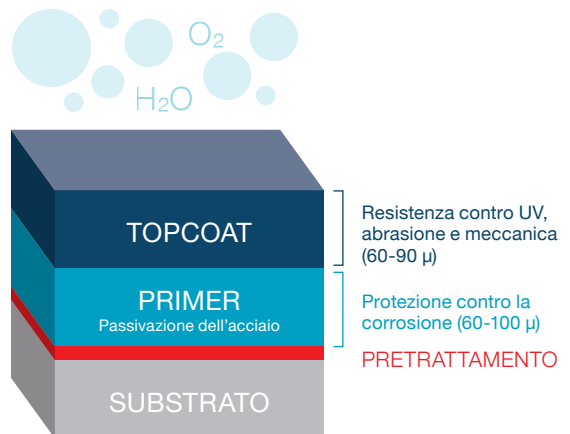 O₂
H₂O
TOPCOAT
Resistenza contro UV,
abrasione e meccanica
(60-90 µ)
PRIMER
Passivazione dell'acciaio
Protezione contro la
corrosione (60-100 µ)
PRETRATTAMENTO
SUBSTRATO